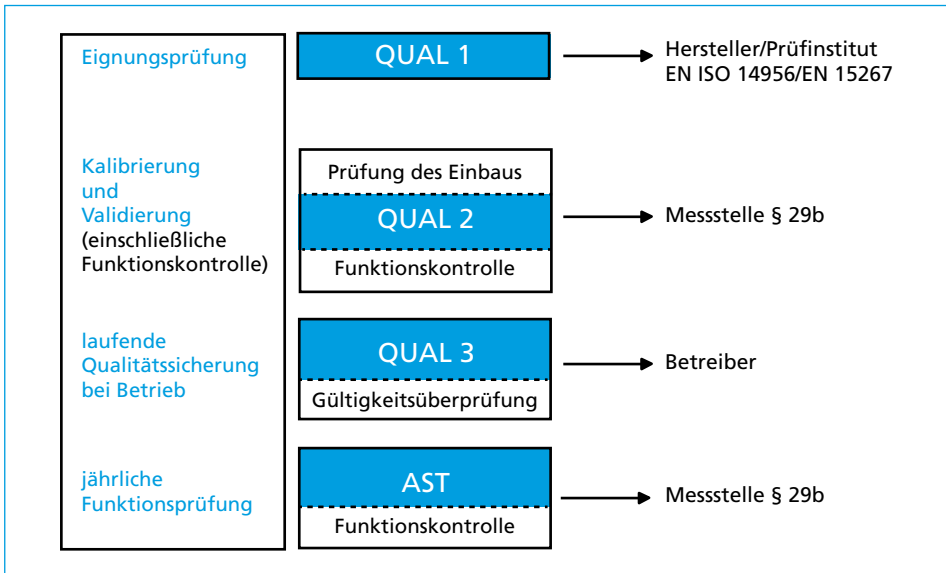 Eignungsprüfung
QUAL 1
Hersteller/Prüfinstitut
EN ISO 14956/EN 15267
Kalibrierung
und
Validierung
(einschließliche
Funktionskontrolle)
Prüfung des Einbaus
QUAL 2
Funktionskontrolle
Messstelle § 29b
laufende
Qualitätssicherung
bei Betrieb
QUAL 3
Gültigkeitsüberprüfung
Betreiber
jährliche
Funktionsprüfung
AST
Funktionskontrolle
Messstelle § 29b